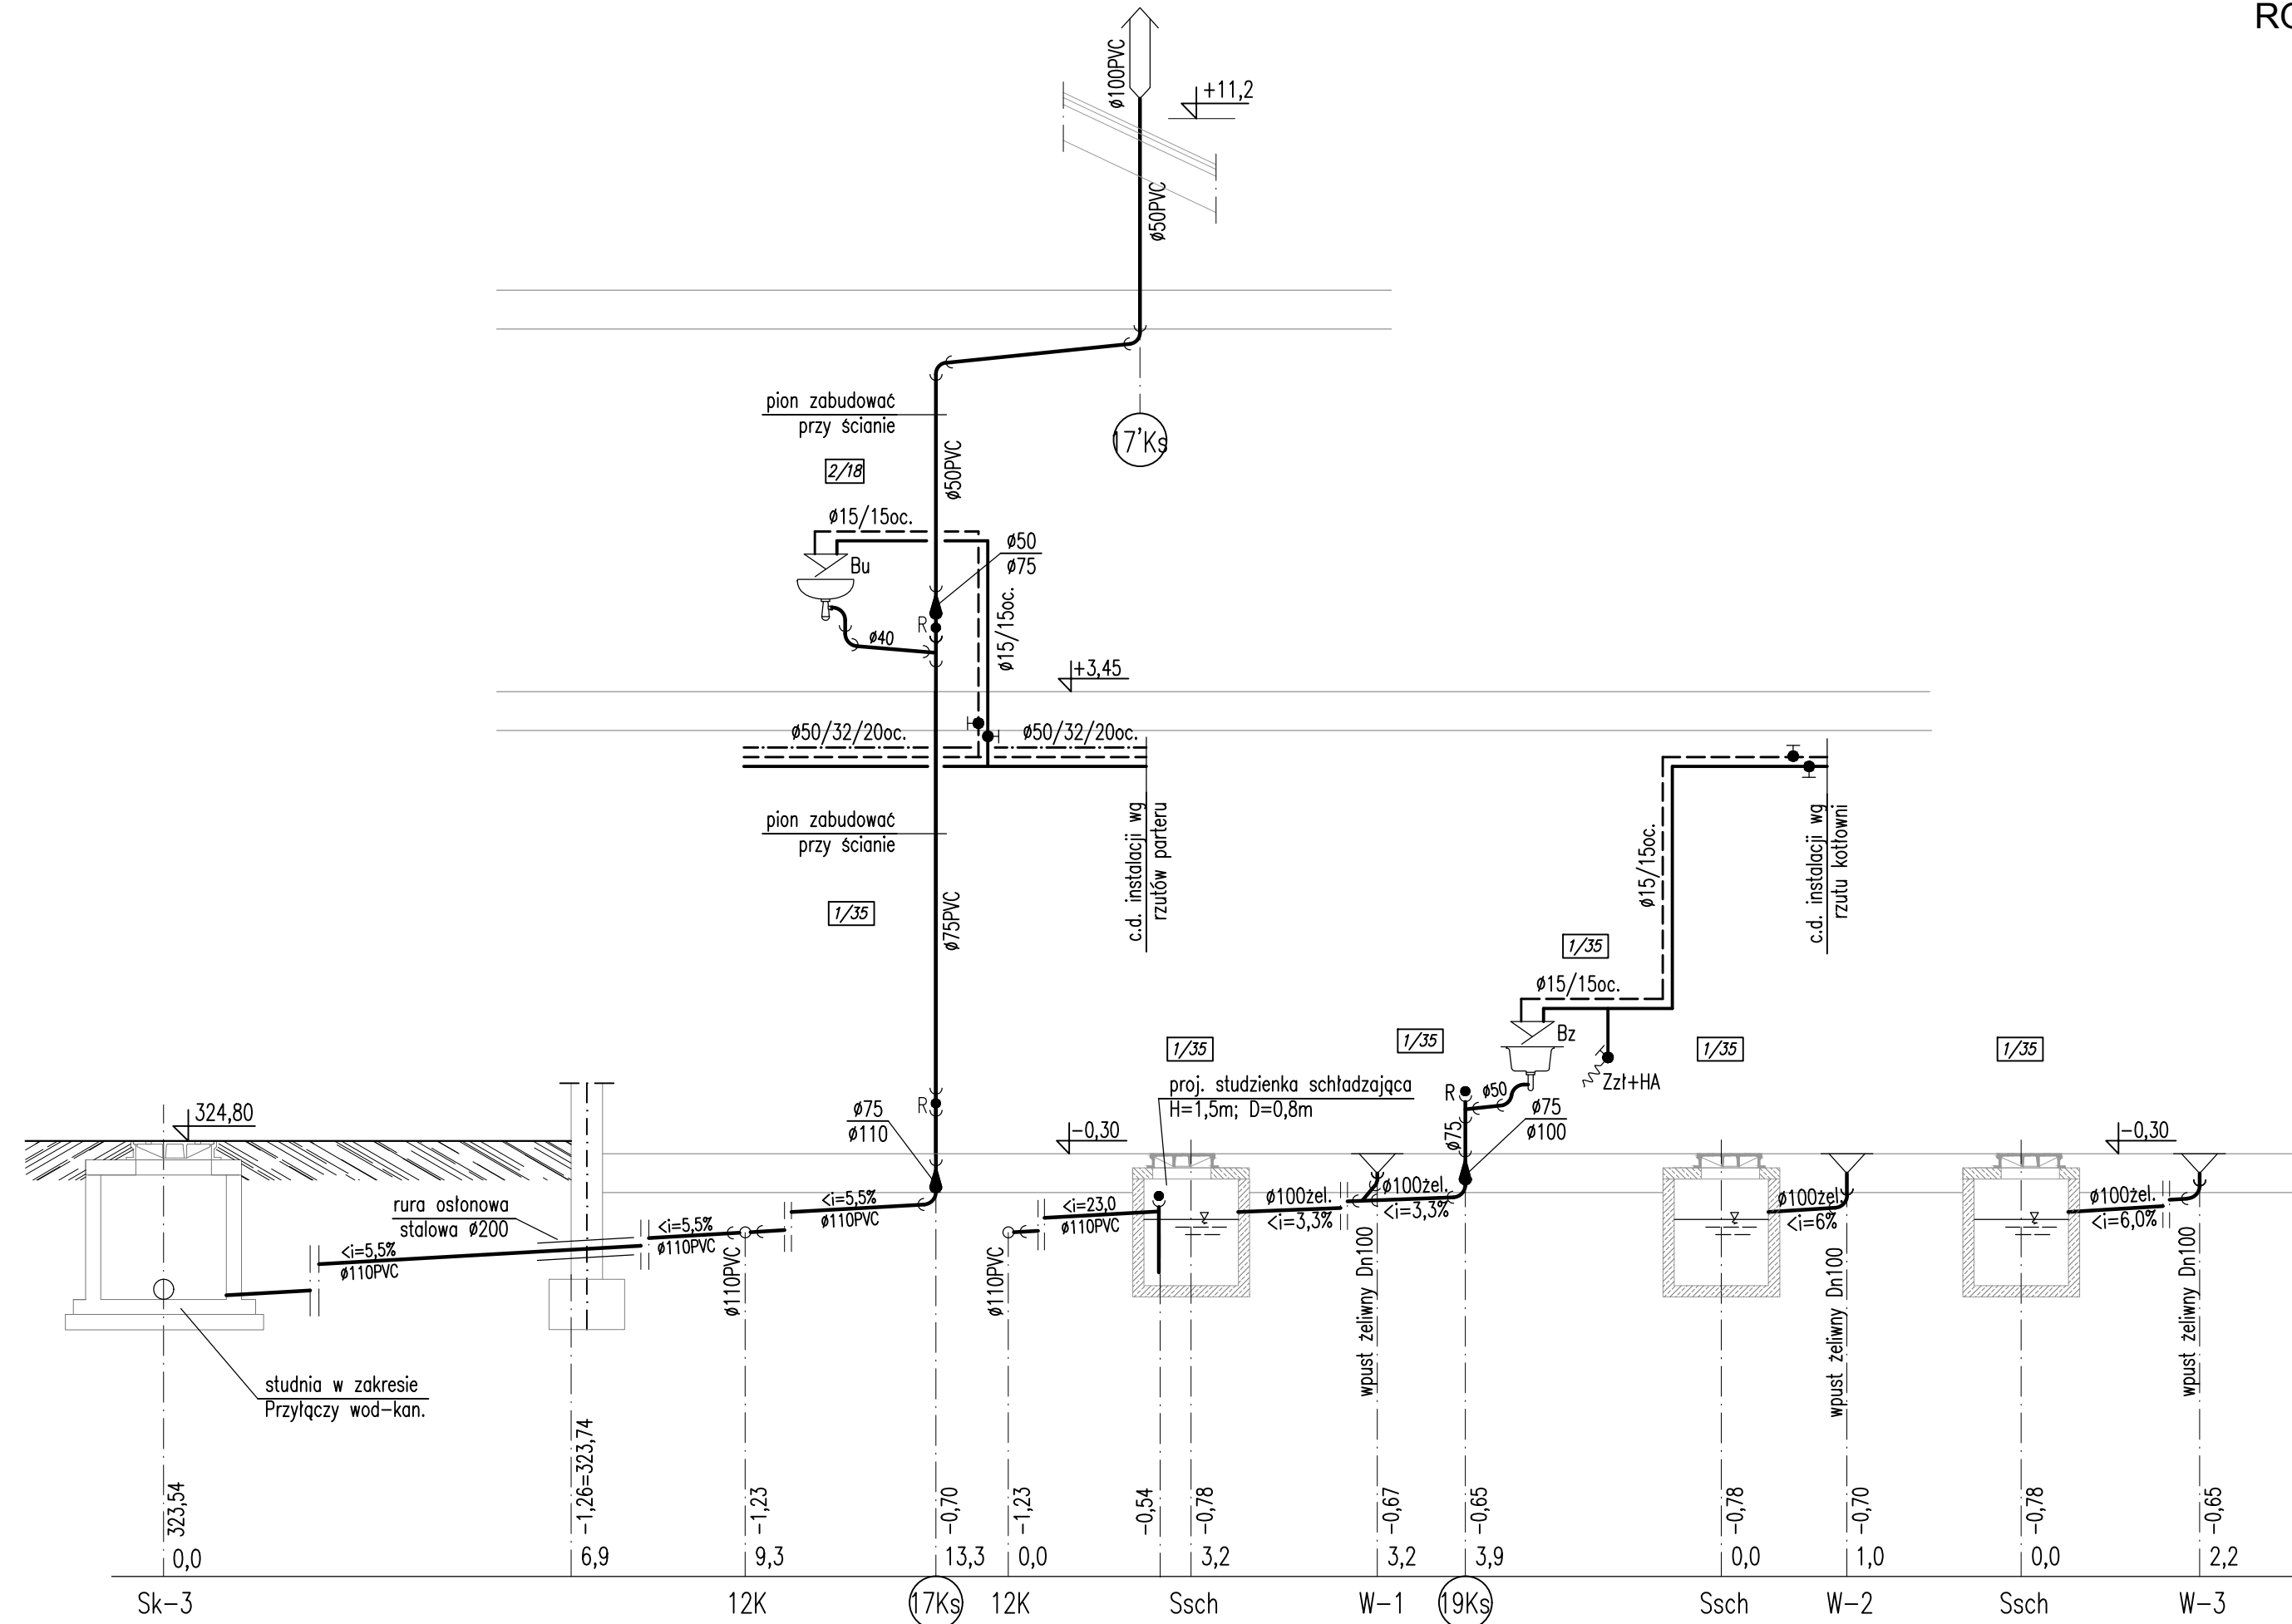 RO
ø100PVC
+11,2
ø50PVC
17'Ks
pion zabudować
przy ścianie
ø50PVC
2/18
ø15/15oc.
Bu
ø50
ø75
R
ø40
ø15/15oc.
+3,45
ø50/32/20oc.
ø50/32/20oc.
pion zabudować
przy ścianie
c.d. instalacji wg
rzutów parteru
1/35
ø75PVC
ø15/15oc.
c.d. instalacji wg
rzutu kotłowni
1/35
ø15/15oc.
Bz
Zzł+HA
1/35
1/35
1/35
1/35
proj. studzienka schładzająca
H=1,5m; D=0,8m
R
ø50
ø75
ø75
ø100
R
ø75
ø110
324,80
-0,30
-0,30
rura osłonowa
stalowa ø200
<i=5,5%
ø110PVC
<i=5,5%
ø110PVC
ø110PVC
<i=5,5%
ø110PVC
ø110PVC
<i=23,0
ø110PVC
ø100żel.
<i=3,3%
ø100żel.
<i=3,3%
ø100żel.
<i=6%
ø100żel.
<i=6,0%
wpust żeliwny Dn100
wpust żeliwny Dn100
wpust żeliwny Dn100
studnia w zakresie
Przyłączy wod-kan.
323,54
-1,26=323,74
-1,23
-0,70
-1,23
-0,54
-0,78
-0,67
-0,65
-0,78
-0,70
-0,78
-0,65
0,0
6,9
9,3
13,3
0,0
3,2
3,2
3,9
0,0
1,0
0,0
2,2
Sk-3
12K
17Ks
12K
Ssch
W-1
19Ks
Ssch
W-2
Ssch
W-3